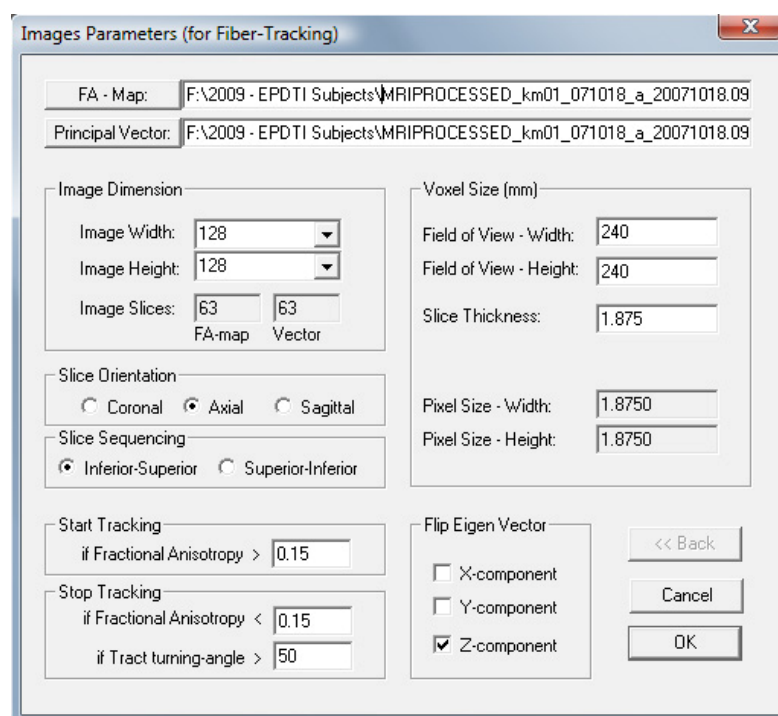 Images Parameters (for Fiber-Tracking)
FA - Map: F:\2009 - EPDTI Subjects\MRIPROCESSED_km01_071018_a_20071018.09
Principal Vector: F:\2009 - EPDTI Subjects\MRIPROCESSED_km01_071018_a_20071018.09
Image Dimension
Image Width: 128
Image Height: 128
Image Slices: 63 63
FA-map Vector
Voxel Size (mm)
Field of View - Width: 240
Field of View - Height: 240
Slice Thickness: 1.875
Pixel Size - Width: 1.8750
Pixel Size - Height: 1.8750
Slice Orientation
Coronal Axial Sagittal
Slice Sequencing
Inferior-Superior Superior-Inferior
Start Tracking
if Fractional Anisotropy > 0.15
Stop Tracking
if Fractional Anisotropy < 0.15
if Tract turning-angle > 50
Flip Eigen Vector
X-component
Y-component
Z-component
<< Back
Cancel
OK